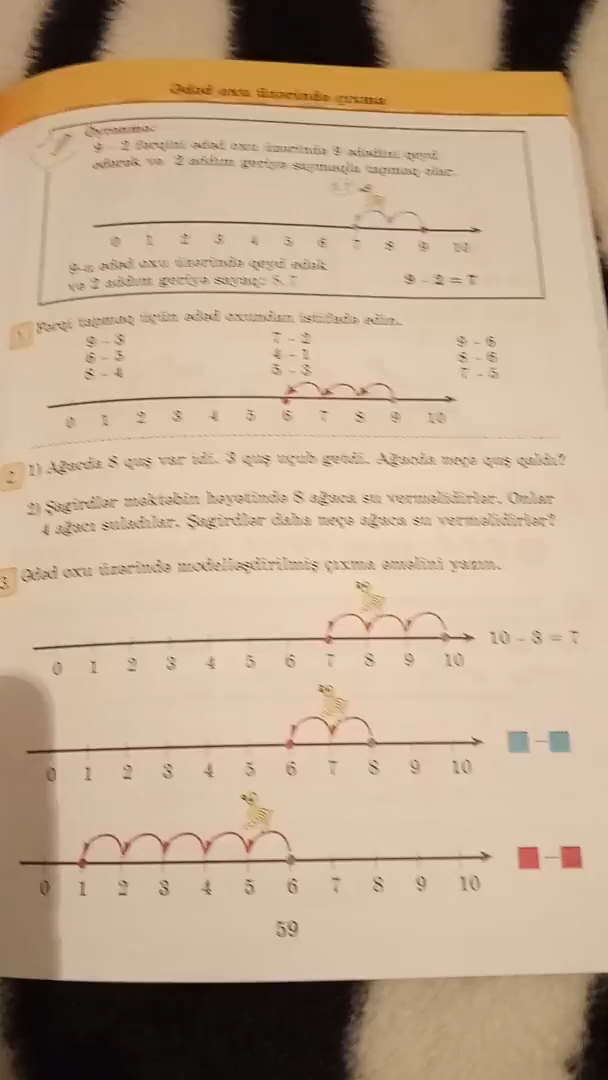 Ədəd oxu üzərində çıxma
Öyrənmə:
9 - 2 fərqini ədəd oxu üzərində 9 ədədini qeyd
edərək və 2 addım geriyə saymaqla tapmaq olar.
0 1 2 3 4 5 6 7 8 9 10
9-u ədəd oxu üzərində qeyd edək
və 2 addım geriyə sayaq: 8, 7
9 - 2 = 7
1. Fərqi tapmaq üçün ədəd oxundan istifadə edin.
9 - 3 7 - 2 9 - 6
6 - 5 4 - 1 8 - 6
8 - 4 5 - 3 7 - 5
0 1 2 3 4 5 6 7 8 9 10
2 1) Ağacda 8 quş var idi. 3 quş uçub getdi. Ağacda neçə quş qaldı?
2) Şagirdlər məktəbin həyətində 8 ağaca su verməlidirlər. Onlar
4 ağacı suladılar. Şagirdlər daha neçə ağaca su verməlidirlər?
3. Ədəd oxu üzərində modelləşdirilmiş çıxma əməlini yazın.
0 1 2 3 4 5 6 7 8 9 10
10 - 3 = 7
0 1 2 3 4 5 6 7 8 9 10
-
0 1 2 3 4 5 6 7 8 9 10
-
59